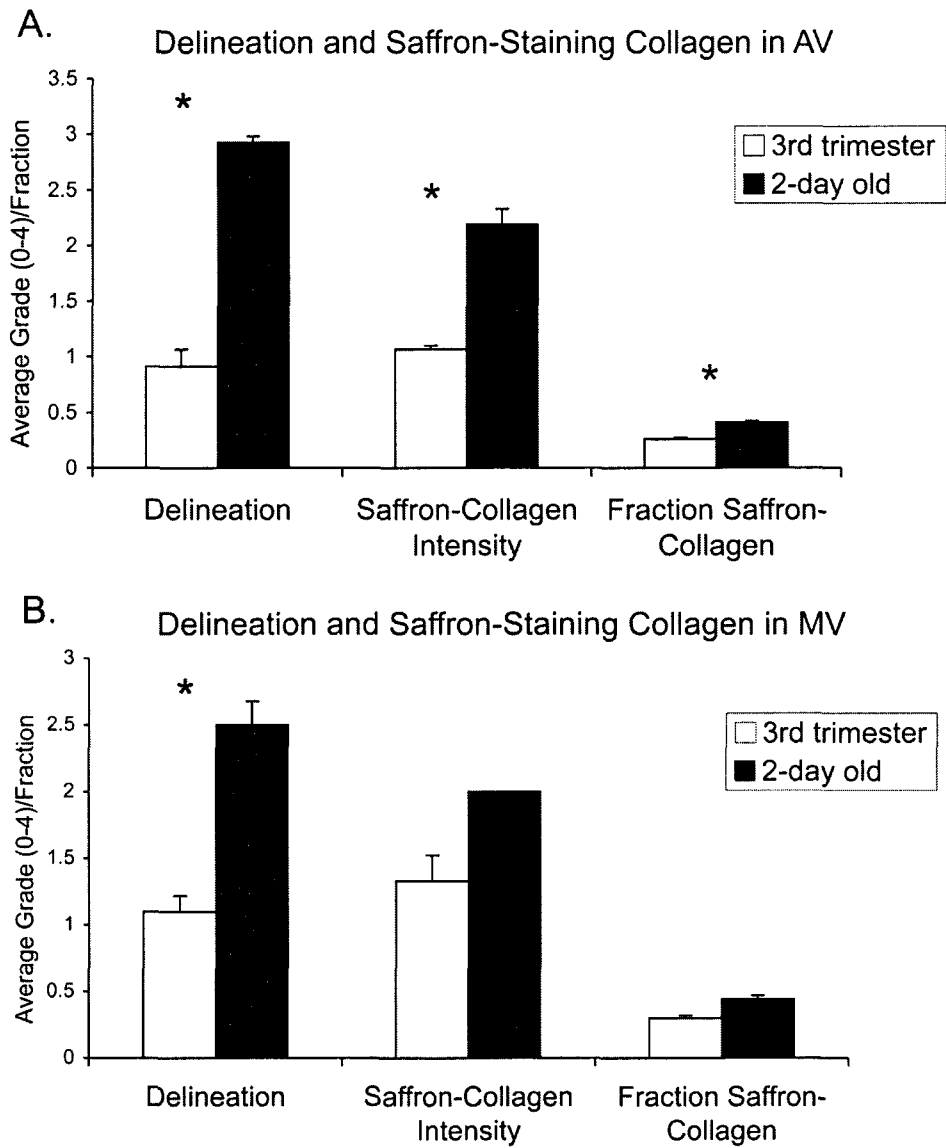 A.
Delineation and Saffron-Staining Collagen in AV
Average Grade (0-4)/Fraction
3.5
3
2.5
2
1.5
1
0.5
0
*
*
*
3rd trimester
2-day old
Delineation
Saffron-Collagen
Intensity
Fraction Saffron-
Collagen
B.
Delineation and Saffron-Staining Collagen in MV
Average Grade (0-4)/Fraction
3
2.5
2
1.5
1
0.5
0
*
3rd trimester
2-day old
Delineation
Saffron-Collagen
Intensity
Fraction Saffron-
Collagen